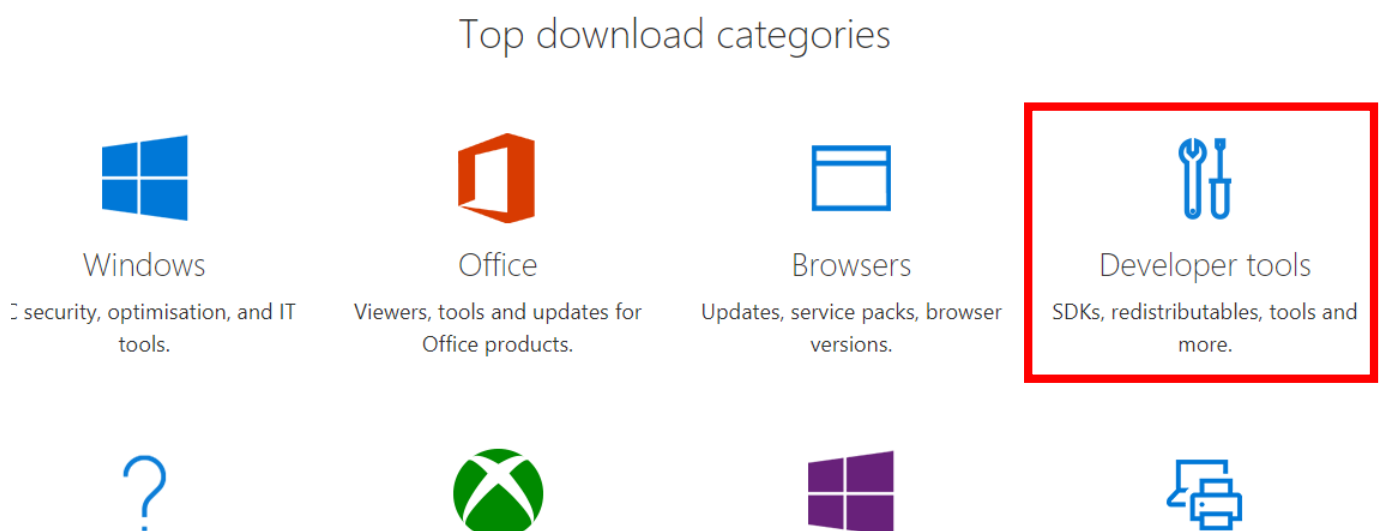 Top download categories
Windows
Office
Browsers
Developer tools
security, optimisation, and IT
tools.
Viewers, tools and updates for
Office products.
Updates, service packs, browser
versions.
SDKs, redistributables, tools and
more.